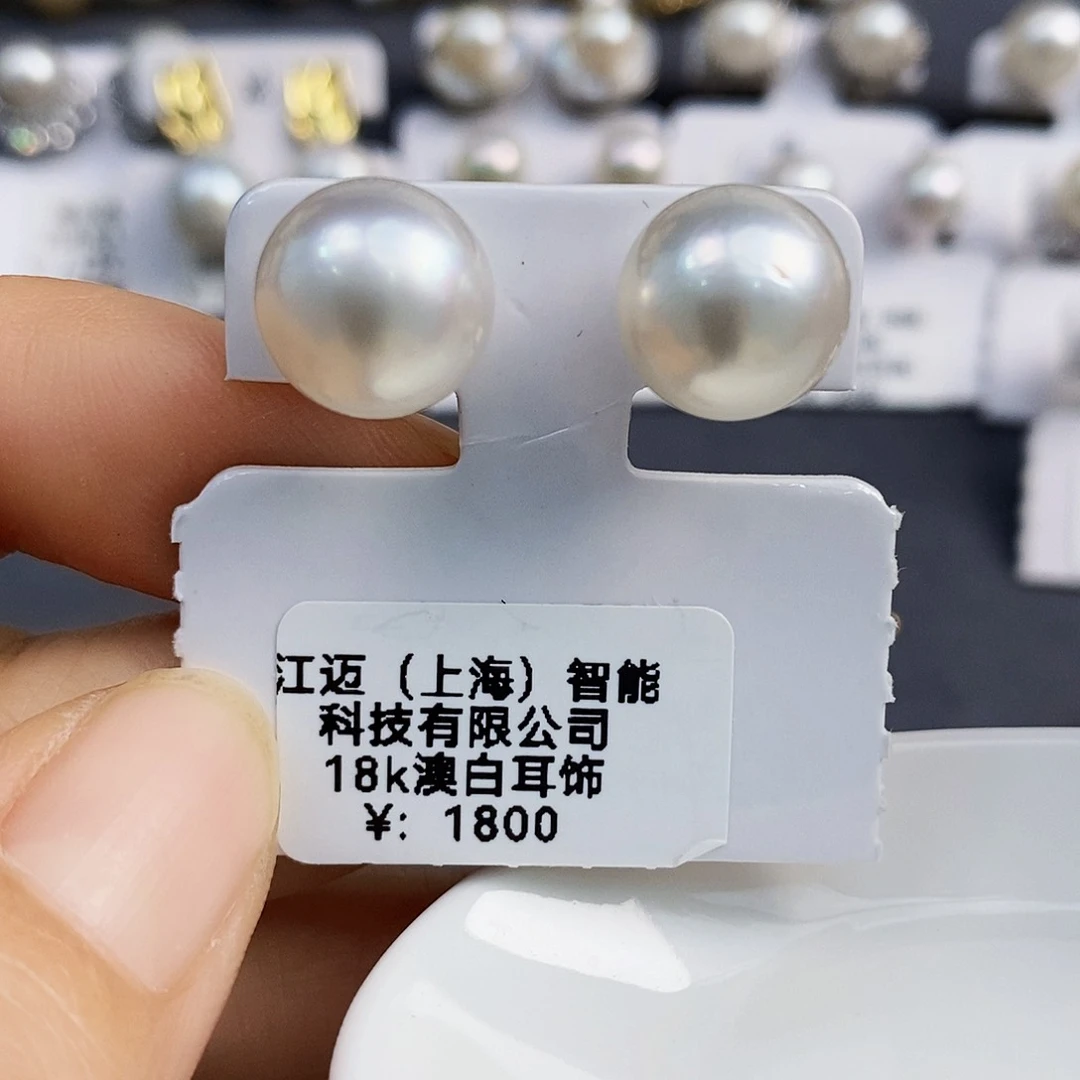 江迈（上海）智能
科技有限公司
18k澳白耳饰
¥: 1800